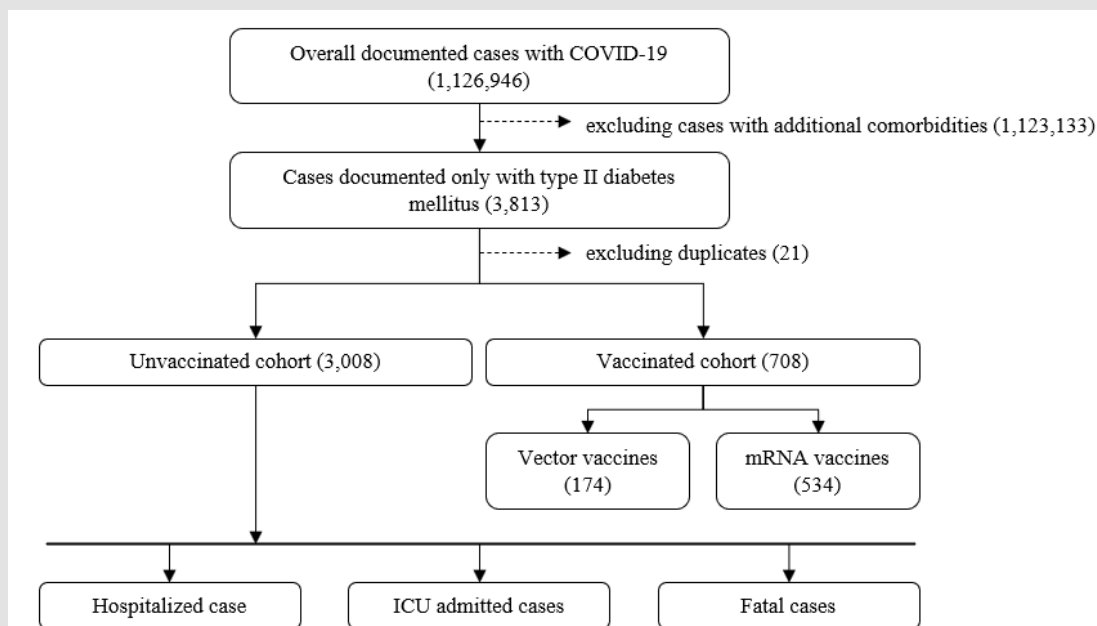 Overall documented cases with COVID-19
(1,126,946)
excluding cases with additional comorbidities (1,123,133)
Cases documented only with type II diabetes
mellitus (3,813)
excluding duplicates (21)
Unvaccinated cohort (3,008)
Vaccinated cohort (708)
Vector vaccines
(174)
mRNA vaccines
(534)
Hospitalized case
ICU admitted cases
Fatal cases